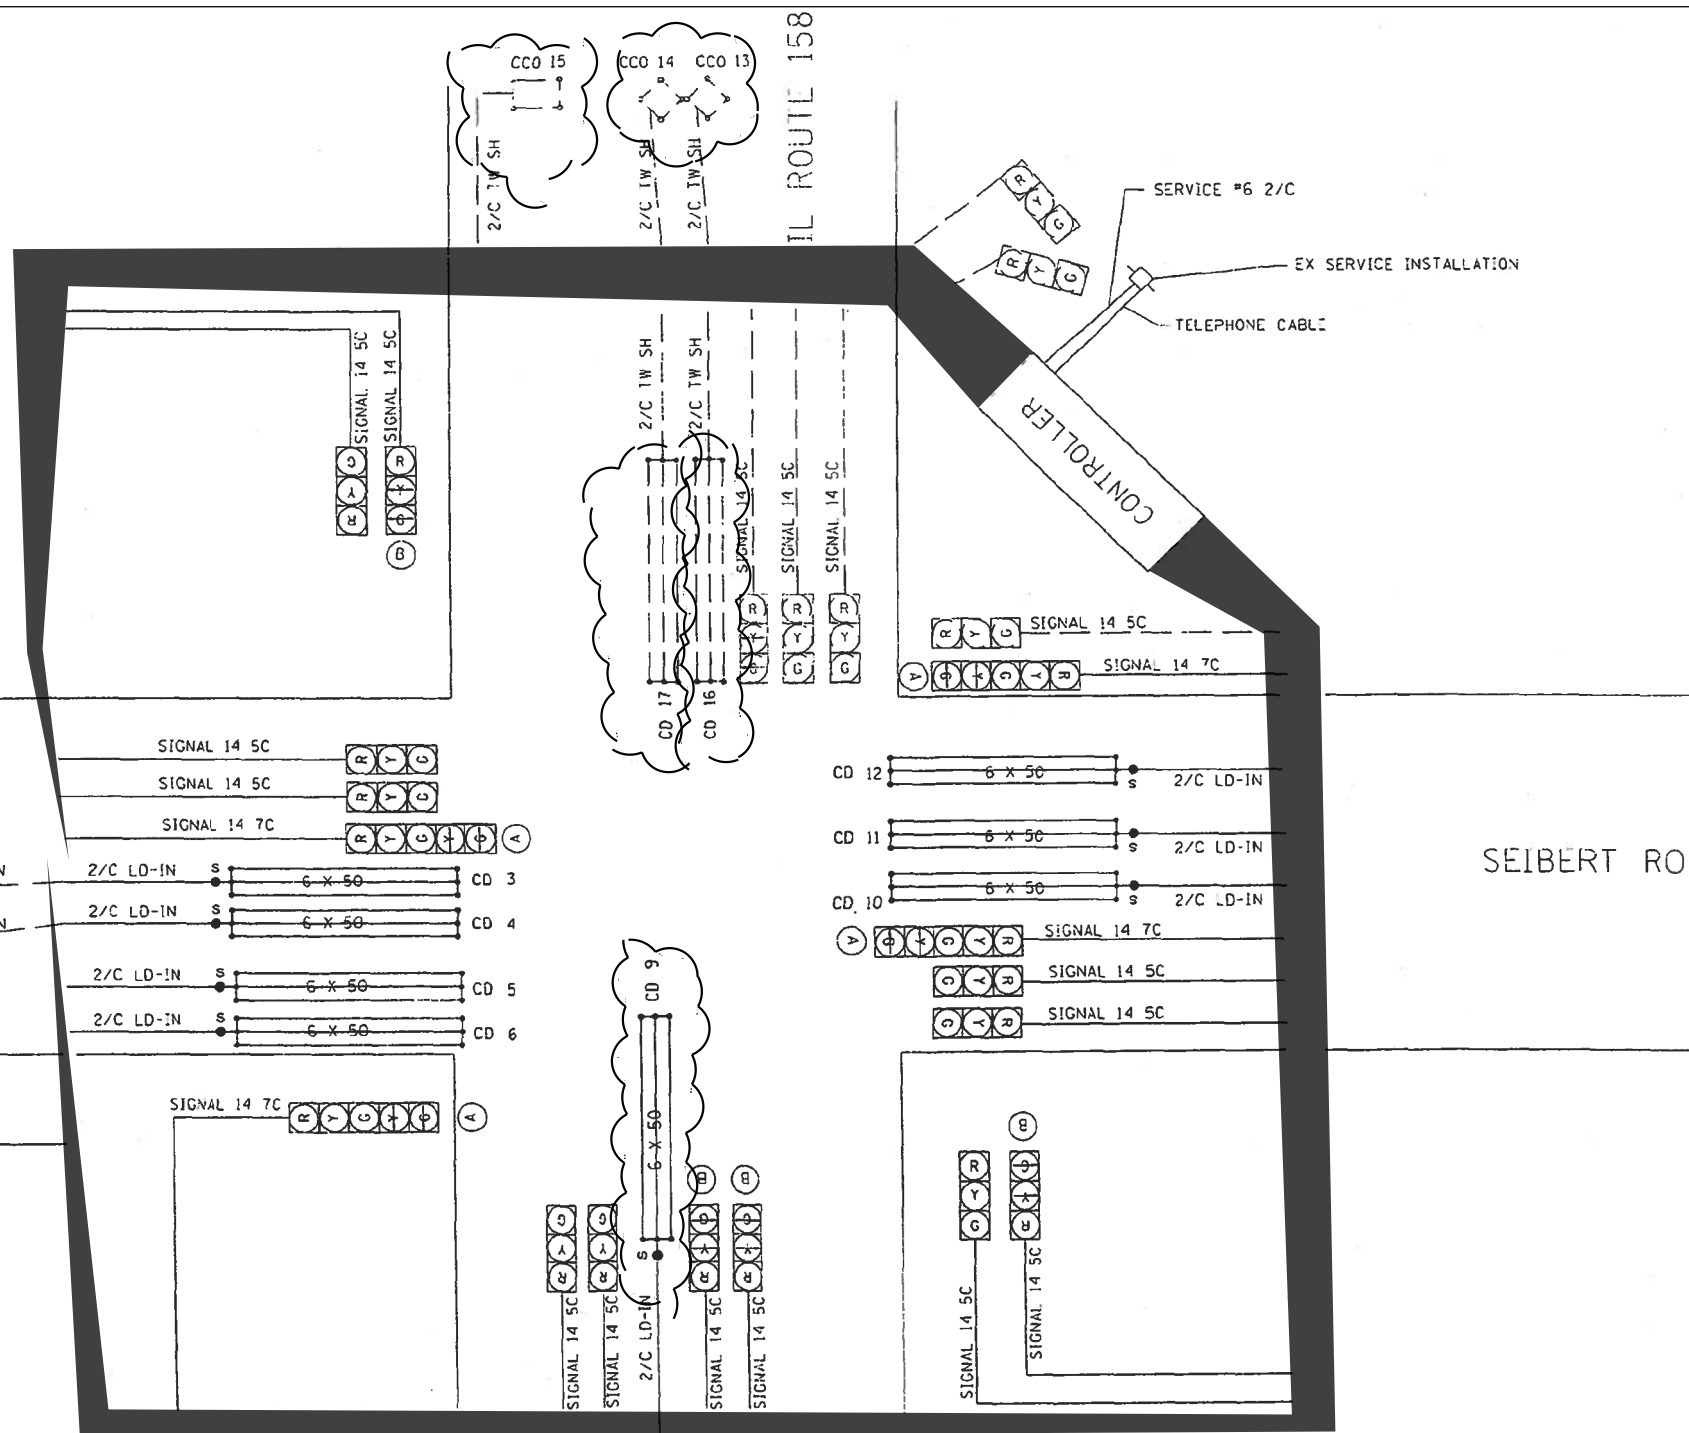 CCO 15
CCO 14
CCO 13
IL ROUTE 158
2/C TW SH
2/C TW SH
2/C TW SH
R
Y
G
SERVICE #6 2/C
R
Y
G
EX SERVICE INSTALLATION
TELEPHONE CABLE
SIGNAL 14 5C
SIGNAL 14 5C
2/C TW SH
2/C TW SH
CONTROLLER
G
Y
R
R
Y
G
B
SIGNAL 14 5C
SIGNAL 14 5C
SIGNAL 14 5C
R
Y
G
R
Y
G
R
Y
G
R Y G SIGNAL 14 5C
A G Y G Y R SIGNAL 14 7C
CD 17
CD 16
SIGNAL 14 5C R Y G
SIGNAL 14 5C R Y G
SIGNAL 14 7C R Y G Y G A
CD 12 6 X 50 S 2/C LD-IN
CD 11 6 X 50 S 2/C LD-IN
CD 10 6 X 50 S 2/C LD-IN
SEIBERT RO
N 2/C LD-IN S 6 X 50 CD 3
N 2/C LD-IN S 6 X 50 CD 4
2/C LD-IN S 6 X 50 CD 5
2/C LD-IN S 6 X 50 CD 6
A G Y G Y R SIGNAL 14 7C
G Y R SIGNAL 14 5C
G Y R SIGNAL 14 5C
CD 9
6 X 50
S
2/C LD-IN
SIGNAL 14 7C R Y G Y G A
B
B
G
Y
R
G
Y
R
G
Y
R
G
Y
R
SIGNAL 14 5C
SIGNAL 14 5C
SIGNAL 14 5C
SIGNAL 14 5C
B
R
Y
G
G
Y
R
SIGNAL 14 5C
SIGNAL 14 5C